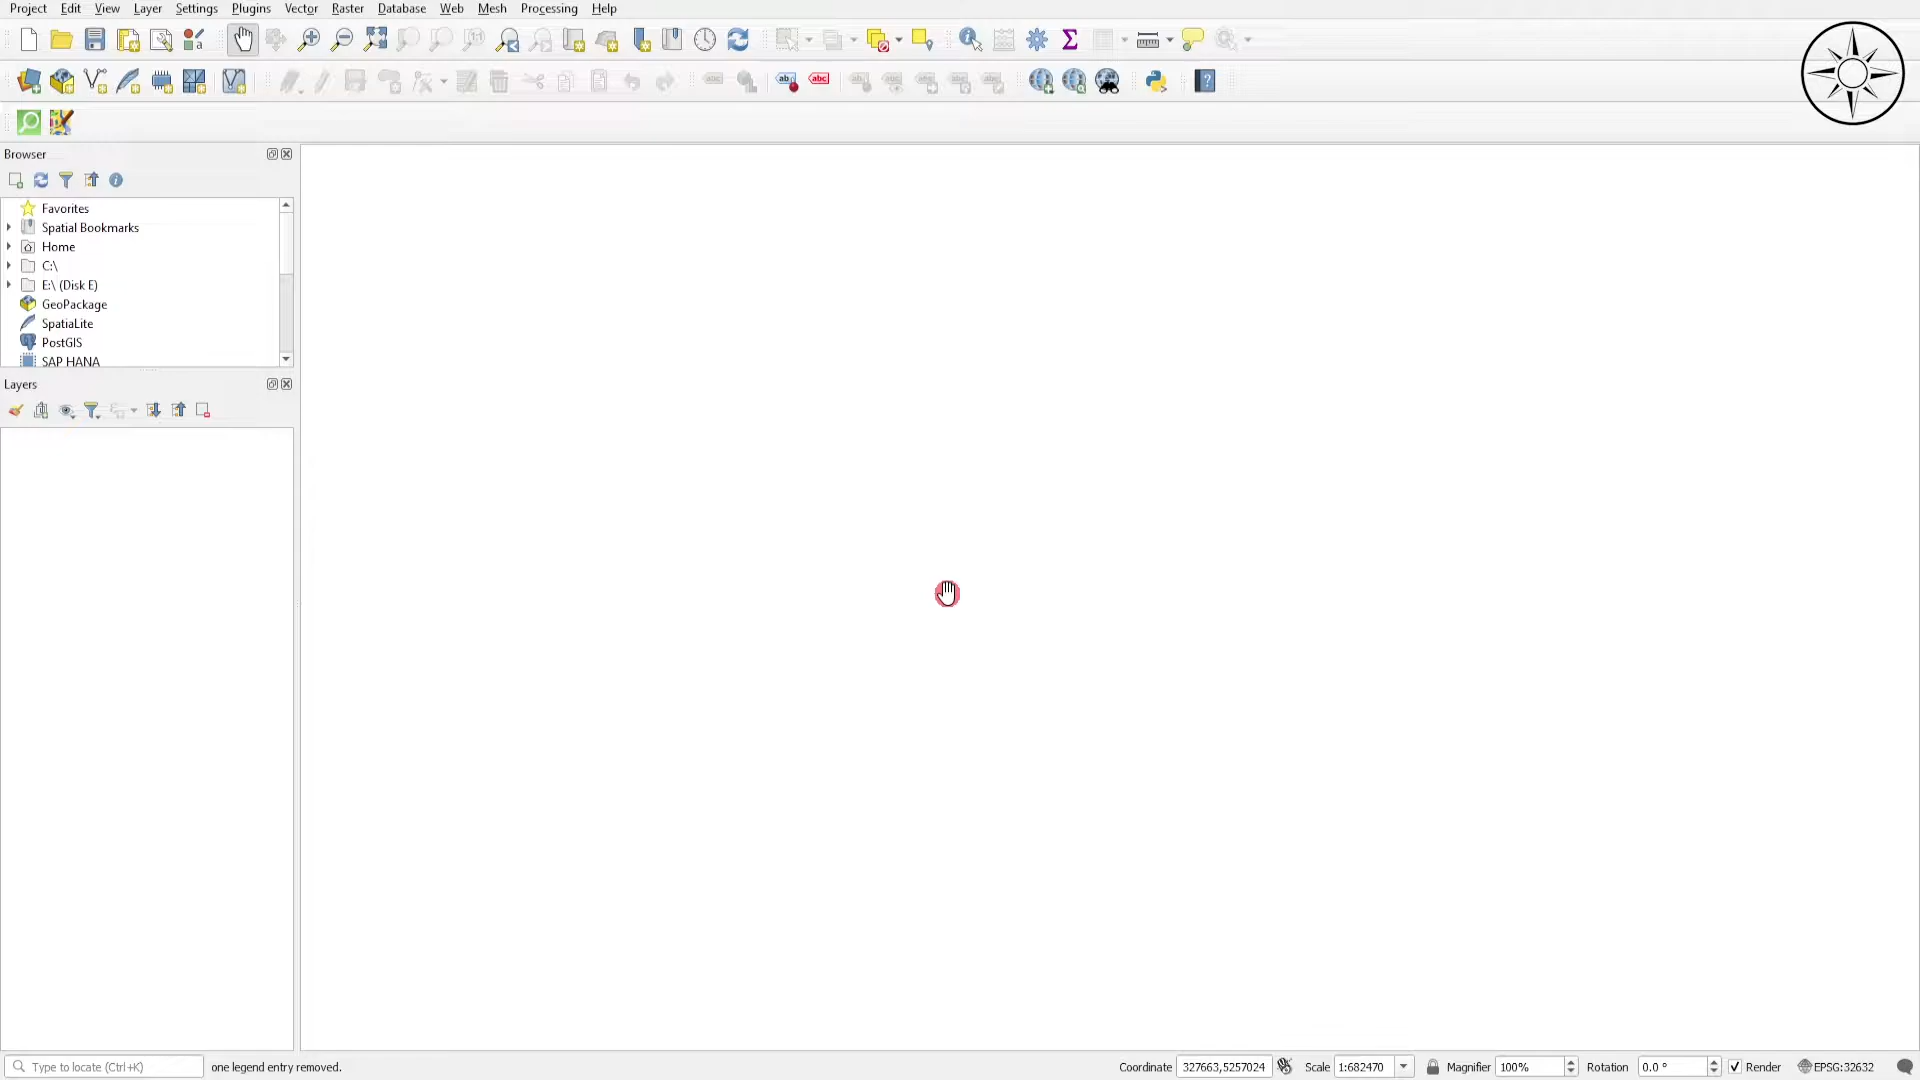 Project Edit View Layer Settings Plugins Vector Raster Database Web Mesh Processing Help
Browser
Favorites
Spatial Bookmarks
Home
C:\
E:\ (Disk E)
GeoPackage
SpatiaLite
PostGIS
SAP HANA
Layers
Type to locate (Ctrl+K) one legend entry removed. Coordinate 327663,5257024 Scale 1:682470 Magnifier 100% Rotation 0.0 ° Render EPSG:32632